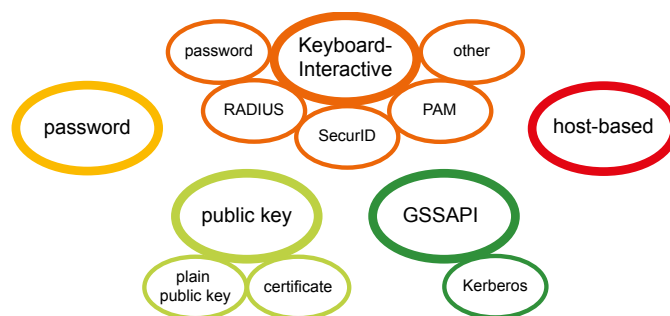 password
Keyboard-
Interactive
other
RADIUS
SecurID
PAM
password
host-based
public key
GSSAPI
plain
public key
certificate
Kerberos